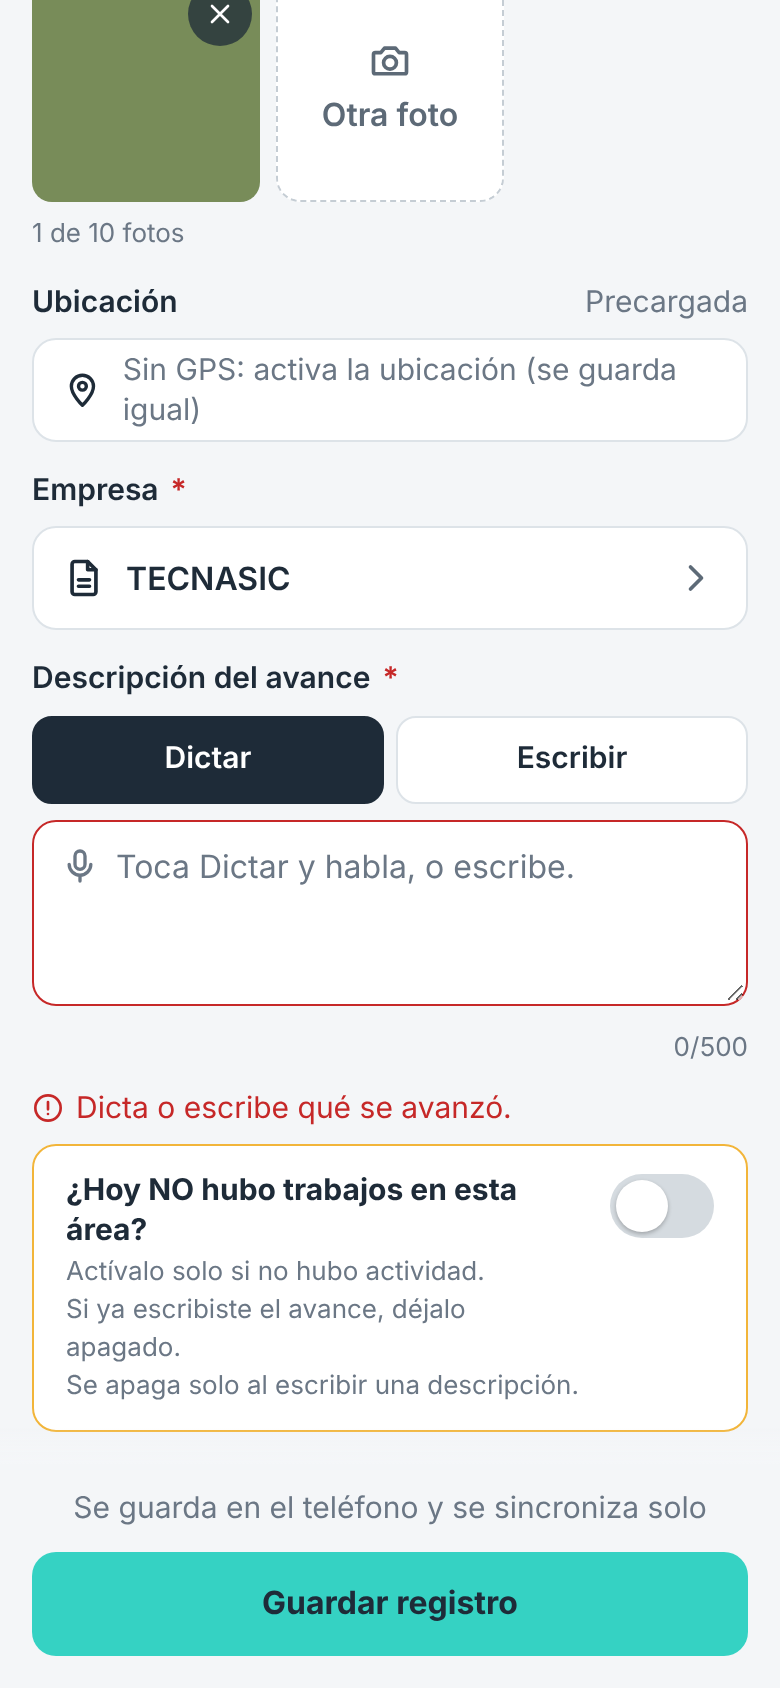 Otra foto
1 de 10 fotos
Ubicación
Precargada
Sin GPS: activa la ubicación (se guarda
igual)
Empresa *
TECNASIC
Descripción del avance *
Dictar
Escribir
Toca Dictar y habla, o escribe.
0/500
Dicta o escribe qué se avanzó.
¿Hoy NO hubo trabajos en esta
área?
Actívalo solo si no hubo actividad.
Si ya escribiste el avance, déjalo
apagado.
Se apaga solo al escribir una descripción.
Se guarda en el teléfono y se sincroniza solo
Guardar registro